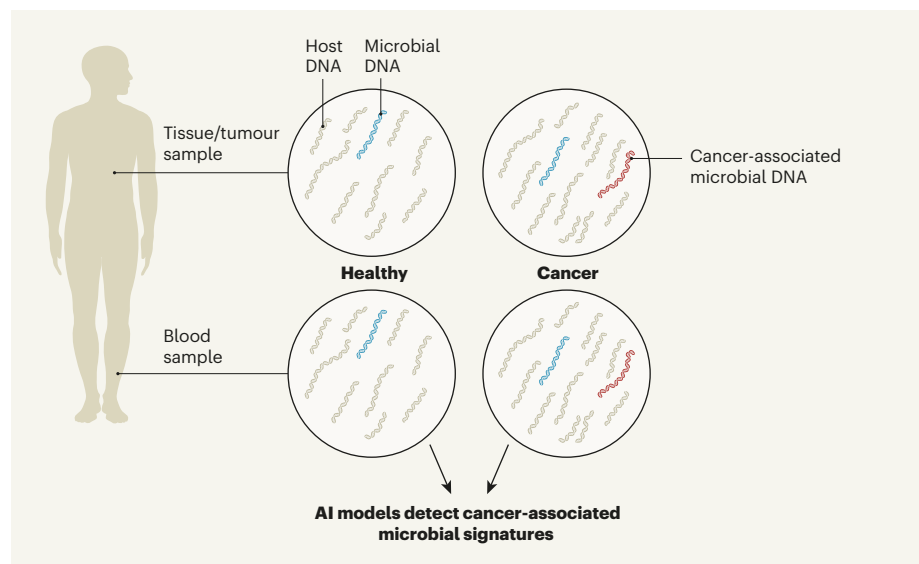 Host
DNA
Microbial
DNA
Tissue/tumour
sample
Cancer-associated
microbial DNA
Healthy
Cancer
Blood
sample
AI models detect cancer-associated
microbial signatures